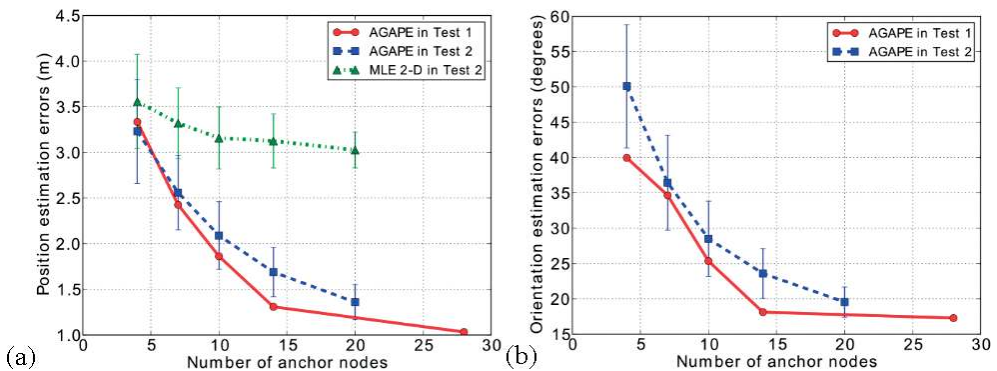 4.5
4.0
3.5
3.0
2.5
2.0
1.5
1.0
Position estimation errors (m)
AGAPE in Test 1
AGAPE in Test 2
MLE 2-D in Test 2
0 5 10 15 20 25 30
Number of anchor nodes
(a)
60
55
50
45
40
35
30
25
20
15
Orientation estimation errors (degrees)
AGAPE in Test 1
AGAPE in Test 2
0 5 10 15 20 25 30
Number of anchor nodes
(b)